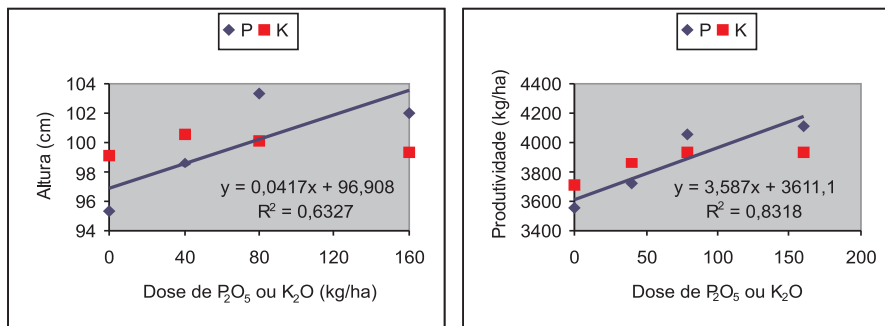 P K
Altura (cm)
104
102
100
98
96
94
y = 0,0417x + 96,908
R² = 0,6327
0 40 80 120 160
Dose de P₂O₅ ou K₂O (kg/ha)
P K
Produtividade (kg/ha)
4400
4200
4000
3800
3600
3400
y = 3,587x + 3611,1
R² = 0,8318
0 50 100 150 200
Dose de P₂O₅ ou K₂O